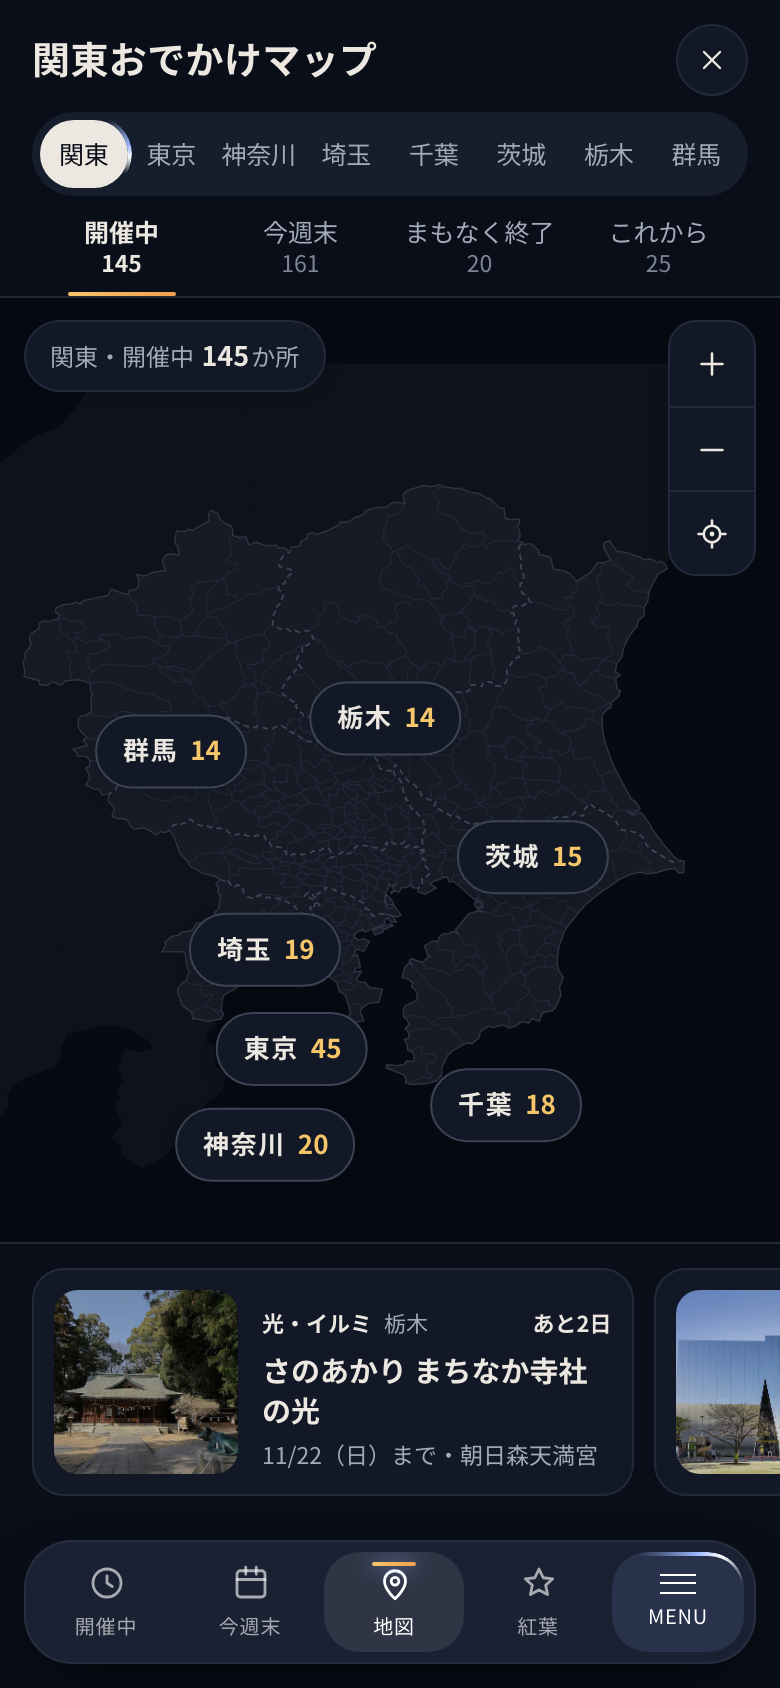 関東おでかけマップ
関東 東京 神奈川 埼玉 千葉 茨城 栃木 群馬
開催中 今週末 まもなく終了 これから
145 161 20 25
関東・開催中 145か所
栃木 14
群馬 14
茨城 15
埼玉 19
東京 45
千葉 18
神奈川 20
光・イルミ 栃木 あと2日
さのあかり まちなか寺社
の光
11/22（日）まで・朝日森天満宮
開催中 今週末 地図 紅葉 MENU